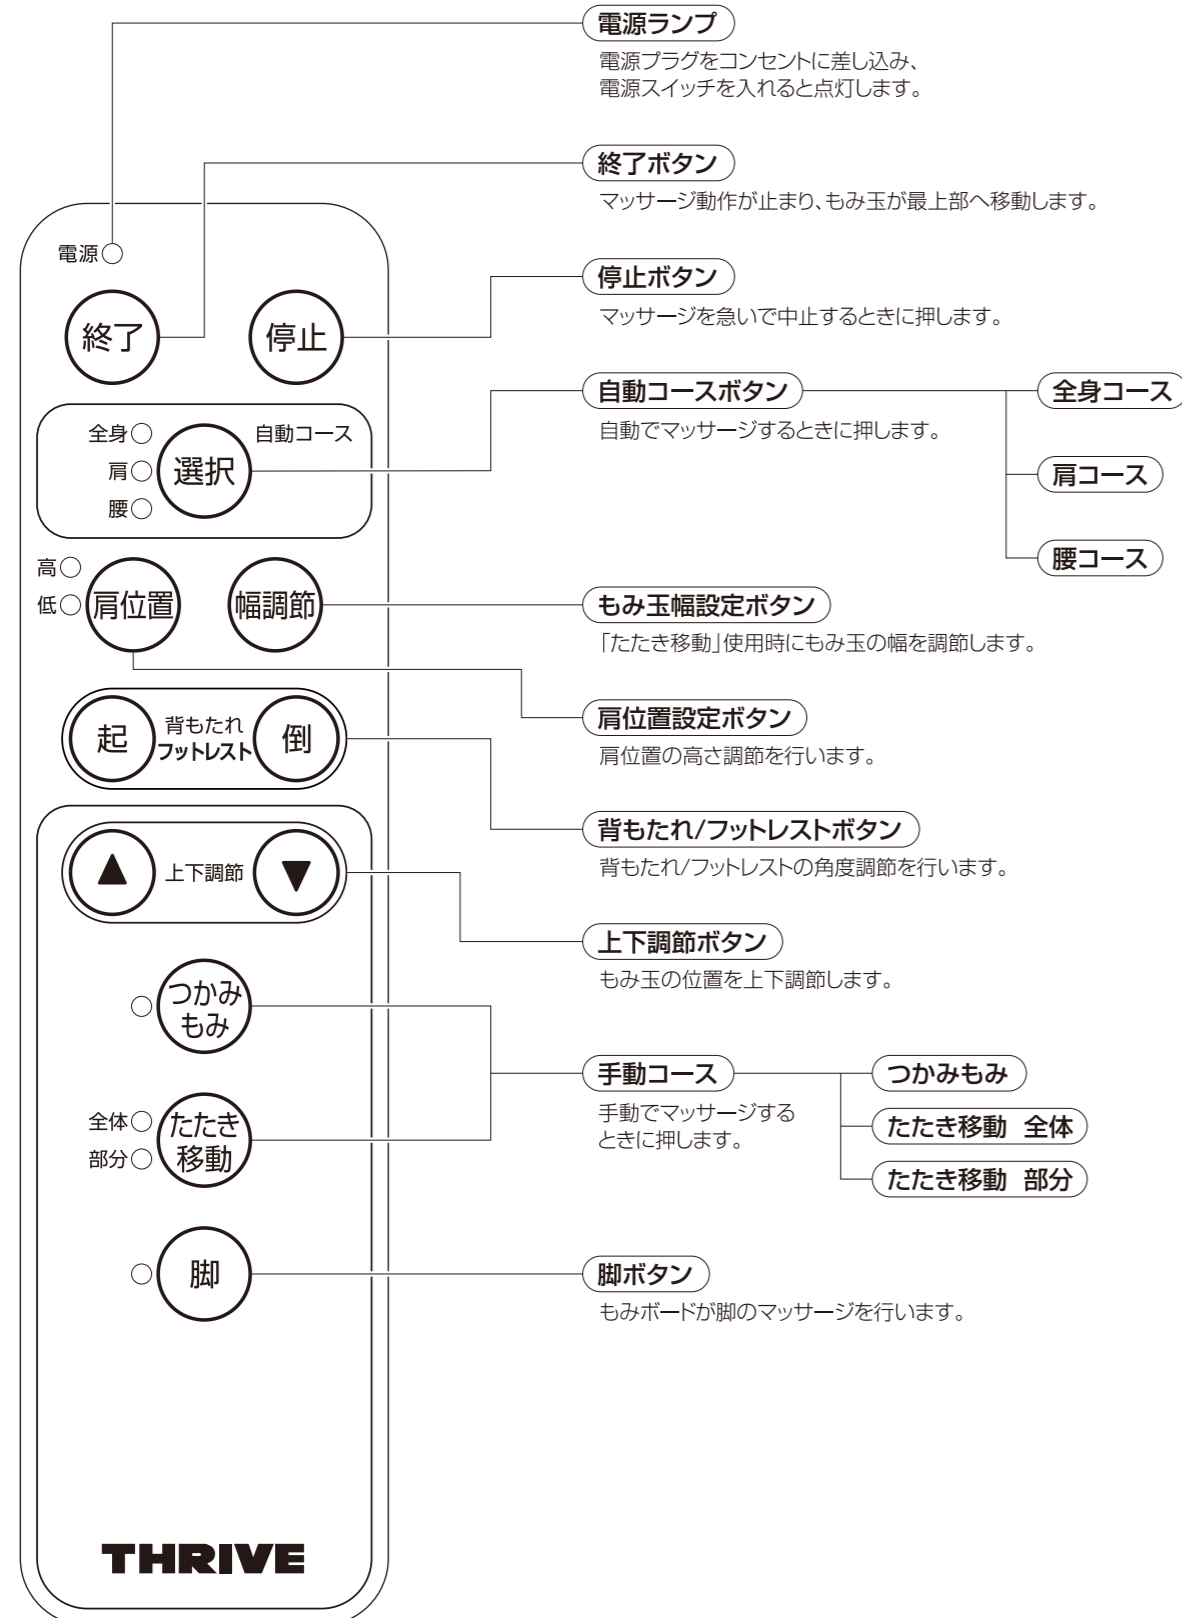 電源ランプ
電源プラグをコンセントに差し込み、
電源スイッチを入れると点灯します。
終了ボタン
マッサージ動作が止まり、もみ玉が最上部へ移動します。
電源
終了
停止
停止ボタン
マッサージを急いで中止するときに押します。
自動コースボタン
自動でマッサージするときに押します。
全身コース
肩コース
腰コース
全身
肩
腰
選択
自動コース
高
低
肩位置
幅調節
もみ玉幅設定ボタン
「たたき移動」使用時にもみ玉の幅を調節します。
肩位置設定ボタン
肩位置の高さ調節を行います。
起
背もたれ
フットレスト
倒
背もたれ/フットレストボタン
背もたれ/フットレストの角度調節を行います。
▲
上下調節
▼
上下調節ボタン
もみ玉の位置を上下調節します。
つかみ
もみ
全体
部分
たたき
移動
手動コース
手動でマッサージする
ときに押します。
つかみもみ
たたき移動 全体
たたき移動 部分
脚
脚ボタン
もみボードが脚のマッサージを行います。
THRIVE